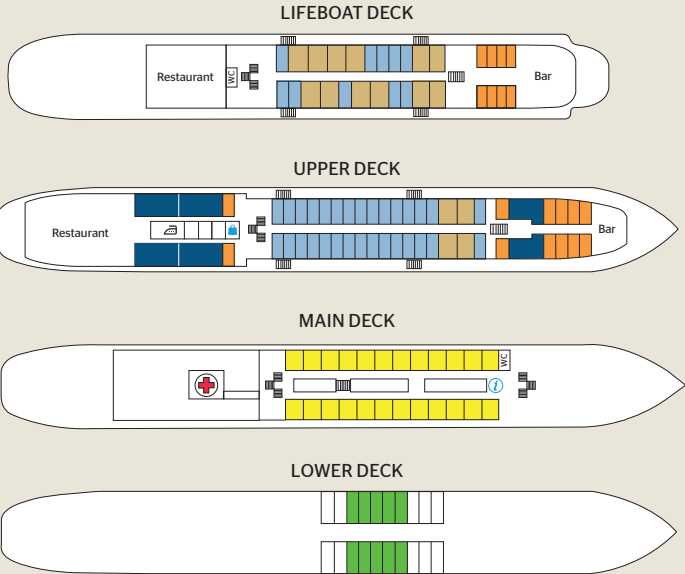 LIFEBOAT DECK
Restaurant
WC
Bar
UPPER DECK
Restaurant
Bar
MAIN DECK
WC
i
LOWER DECK